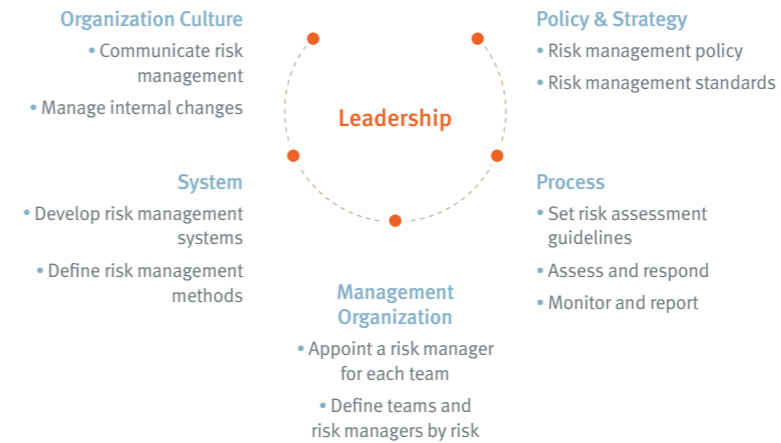 Organization Culture
• Communicate risk
management
• Manage internal changes
Policy & Strategy
• Risk management policy
• Risk management standards
Leadership
System
• Develop risk management
systems
• Define risk management
methods
Process
• Set risk assessment
guidelines
• Assess and respond
• Monitor and report
Management
Organization
• Appoint a risk manager
for each team
• Define teams and
risk managers by risk